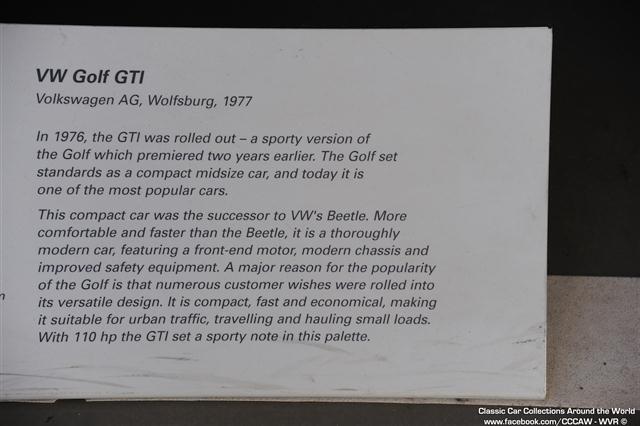 VW Golf GTI
Volkswagen AG, Wolfsburg, 1977
In 1976, the GTI was rolled out – a sporty version of
the Golf which premiered two years earlier. The Golf set
standards as a compact midsize car, and today it is
one of the most popular cars.
This compact car was the successor to VW's Beetle. More
comfortable and faster than the Beetle, it is a thoroughly
modern car, featuring a front-end motor, modern chassis and
improved safety equipment. A major reason for the popularity
of the Golf is that numerous customer wishes were rolled into
its versatile design. It is compact, fast and economical, making
it suitable for urban traffic, travelling and hauling small loads.
With 110 hp the GTI set a sporty note in this palette.
Classic Car Collections Around the World
www.facebook.com/CCCAW - WVR ©